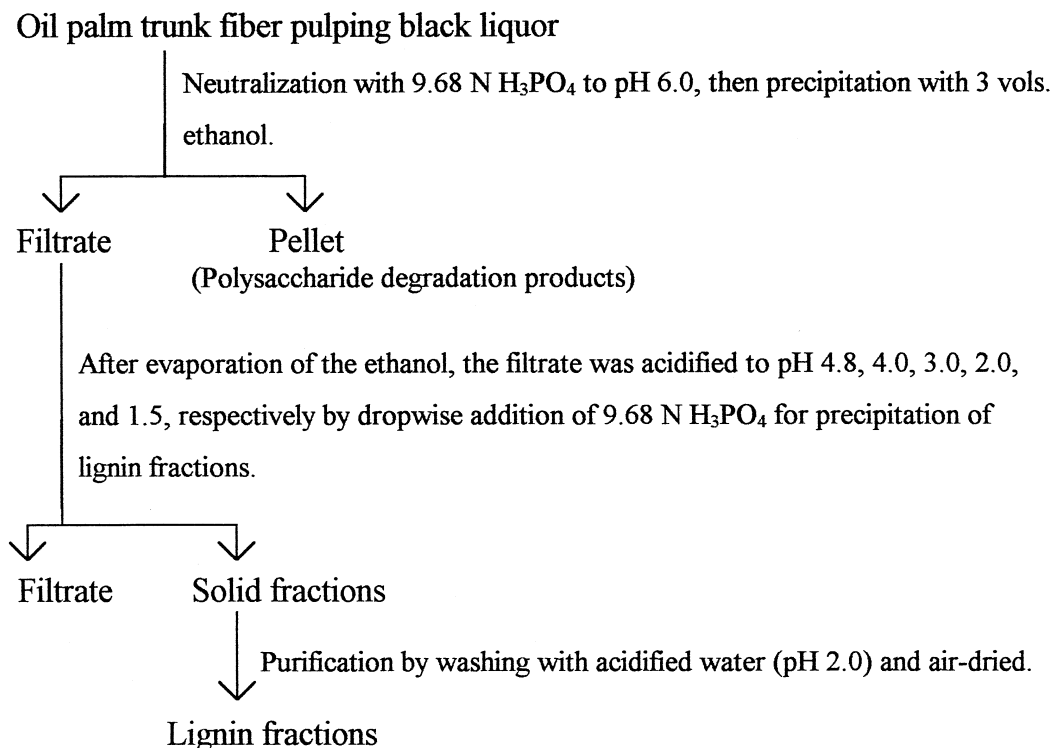 Oil palm trunk fiber pulping black liquor
Neutralization with 9.68 N H₃PO₄ to pH 6.0, then precipitation with 3 vols.
ethanol.
Filtrate
Pellet
(Polysaccharide degradation products)
After evaporation of the ethanol, the filtrate was acidified to pH 4.8, 4.0, 3.0, 2.0,
and 1.5, respectively by dropwise addition of 9.68 N H₃PO₄ for precipitation of
lignin fractions.
Filtrate
Solid fractions
Purification by washing with acidified water (pH 2.0) and air-dried.
Lignin fractions